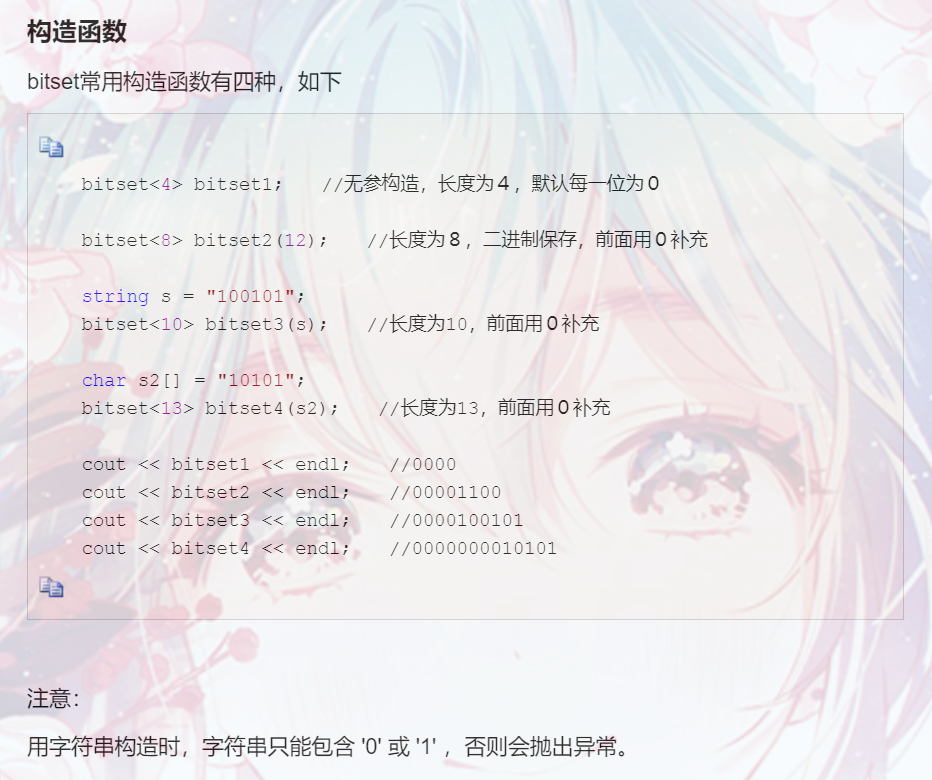 构造函数
bitset常用构造函数有四种，如下
bitset<4> bitset1;    //无参构造，长度为４，默认每一位为０
bitset<8> bitset2(12);    //长度为８，二进制保存，前面用０补充
string s = "100101";
bitset<10> bitset3(s);    //长度为10，前面用０补充
char s2[] = "10101";
bitset<13> bitset4(s2);    //长度为13，前面用０补充
cout << bitset1 << endl;    //0000
cout << bitset2 << endl;    //00001100
cout << bitset3 << endl;    //0000100101
cout << bitset4 << endl;    //0000000010101
注意：
用字符串构造时，字符串只能包含 '0' 或 '1' ，否则会抛出异常。